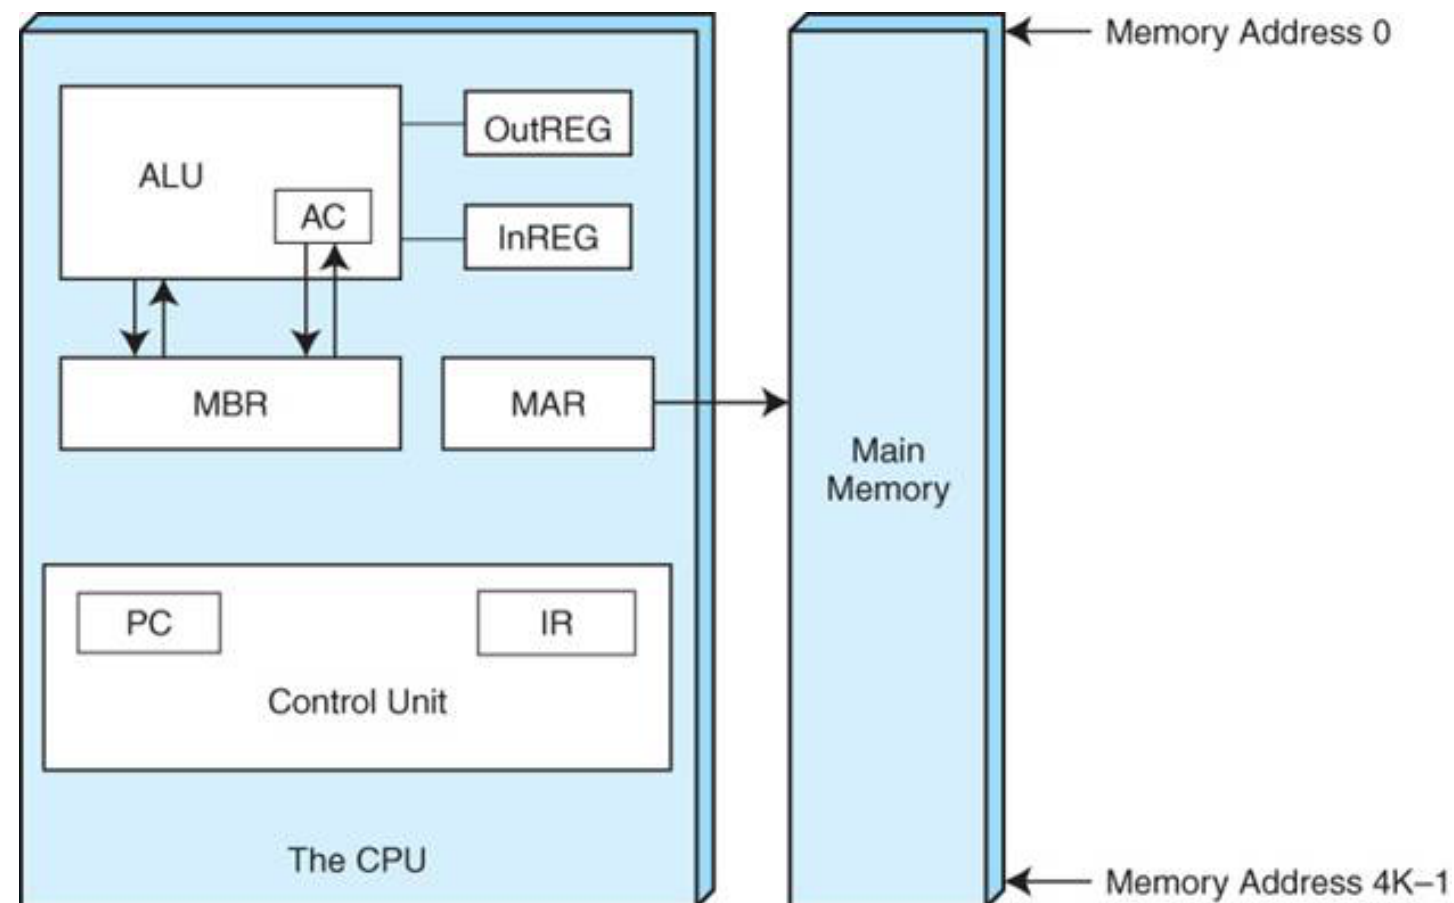 Memory Address 0
OutREG
ALU
AC
InREG
MBR
MAR
Main
Memory
PC
IR
Control Unit
The CPU
Memory Address 4K–1